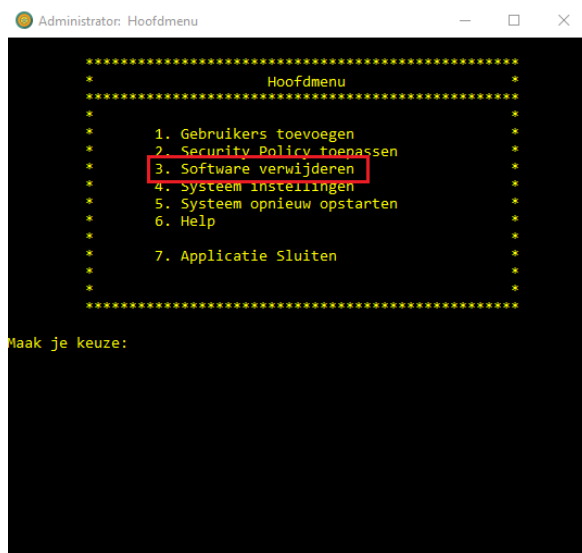 Administrator: Hoofdmenu
**************************************************
* Hoofdmenu *
**************************************************
* *
* 1. Gebruikers toevoegen *
* 2. Security Policy toepassen *
* 3. Software verwijderen *
* 4. Systeem instellingen *
* 5. Systeem opnieuw opstarten *
* 6. Help *
* *
* 7. Applicatie Sluiten *
* *
* *
**************************************************
Maak je keuze: